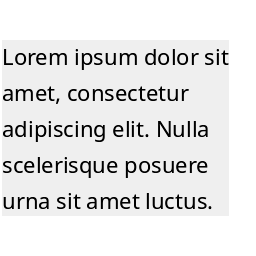 Lorem ipsum dolor sit
amet, consectetur
adipiscing elit. Nulla
scelerisque posuere
urna sit amet luctus.